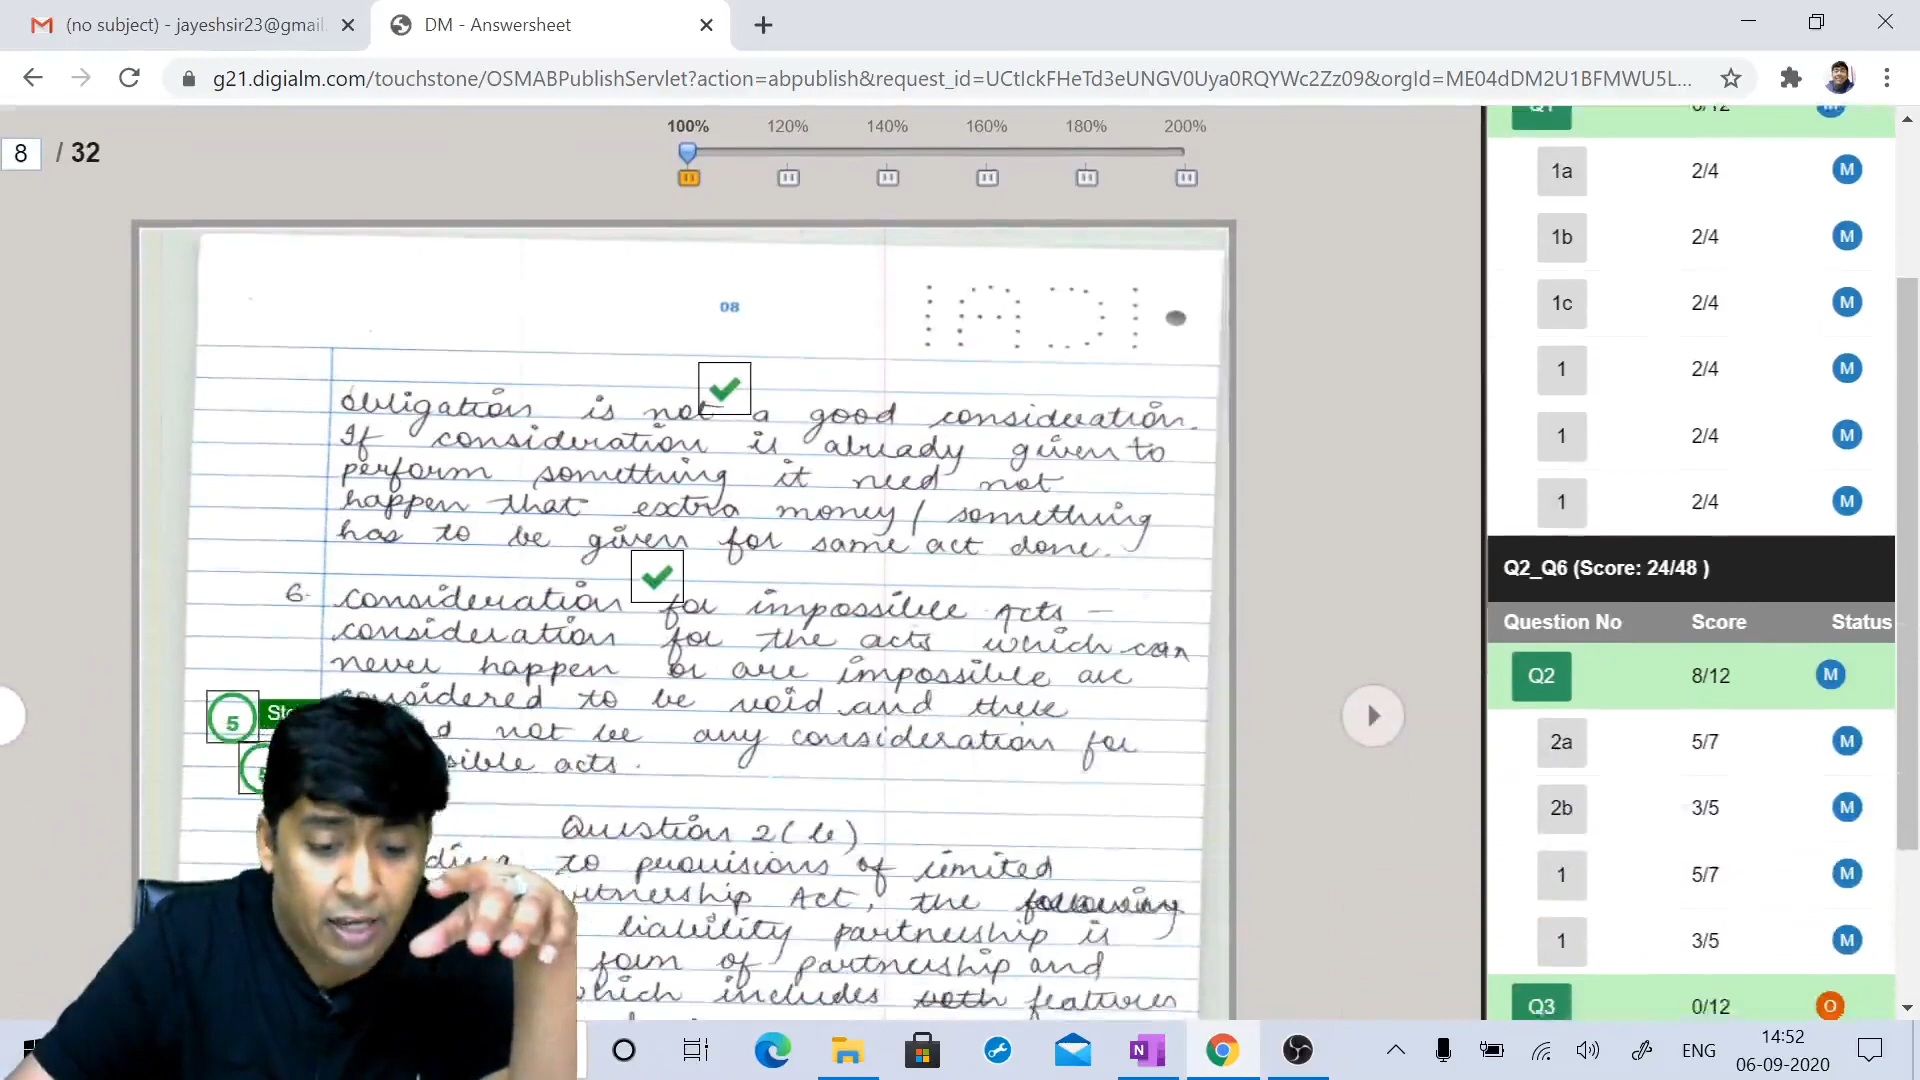 (no subject) - jayeshsir23@gmail.
DM - Answersheet
g21.digialm.com/touchstone/OSMABPublishServlet?action=abpublish&request_id=UCtIckFHeTd3eUNGV0Uya0RQYWc2Zz09&orgId=ME04dDM2U1BFMWU5L...
8 / 32
100% 120% 140% 160% 180% 200%
08
ICAI
obligation is not a good consideration.
If consideration is already given to
perform something it need not
happen that extra money / something
has to be given for same act done.
6. consideration for impossible Acts -
consideration for the acts which can
never happen or are impossible are
considered to be void and there
not be any consideration for
acts.
5
Question 2(b)
to provisions of limited
Act, the following
liability partnership is
form of partnership and
which includes both features
Q1
1a 2/4 M
1b 2/4 M
1c 2/4 M
1 2/4 M
1 2/4 M
1 2/4 M
Q2_Q6 (Score: 24/48 )
Question No Score Status
Q2 8/12 M
2a 5/7 M
2b 3/5 M
1 5/7 M
1 3/5 M
Q3 0/12 O
ENG
14:52
06-09-2020